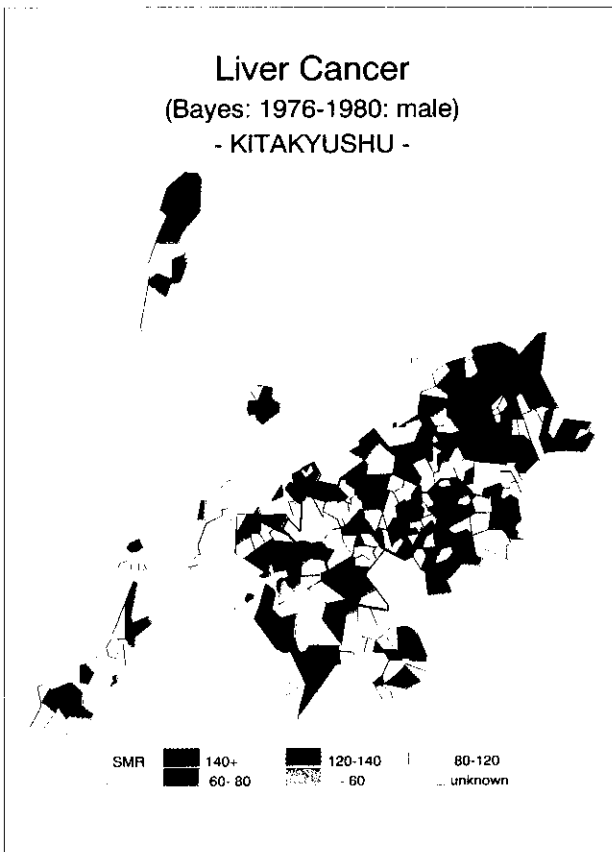 Liver Cancer
(Bayes: 1976-1980: male)
- KITAKYUSHU -
SMR 140+ 120-140 80-120
60- 80 - 60 unknown